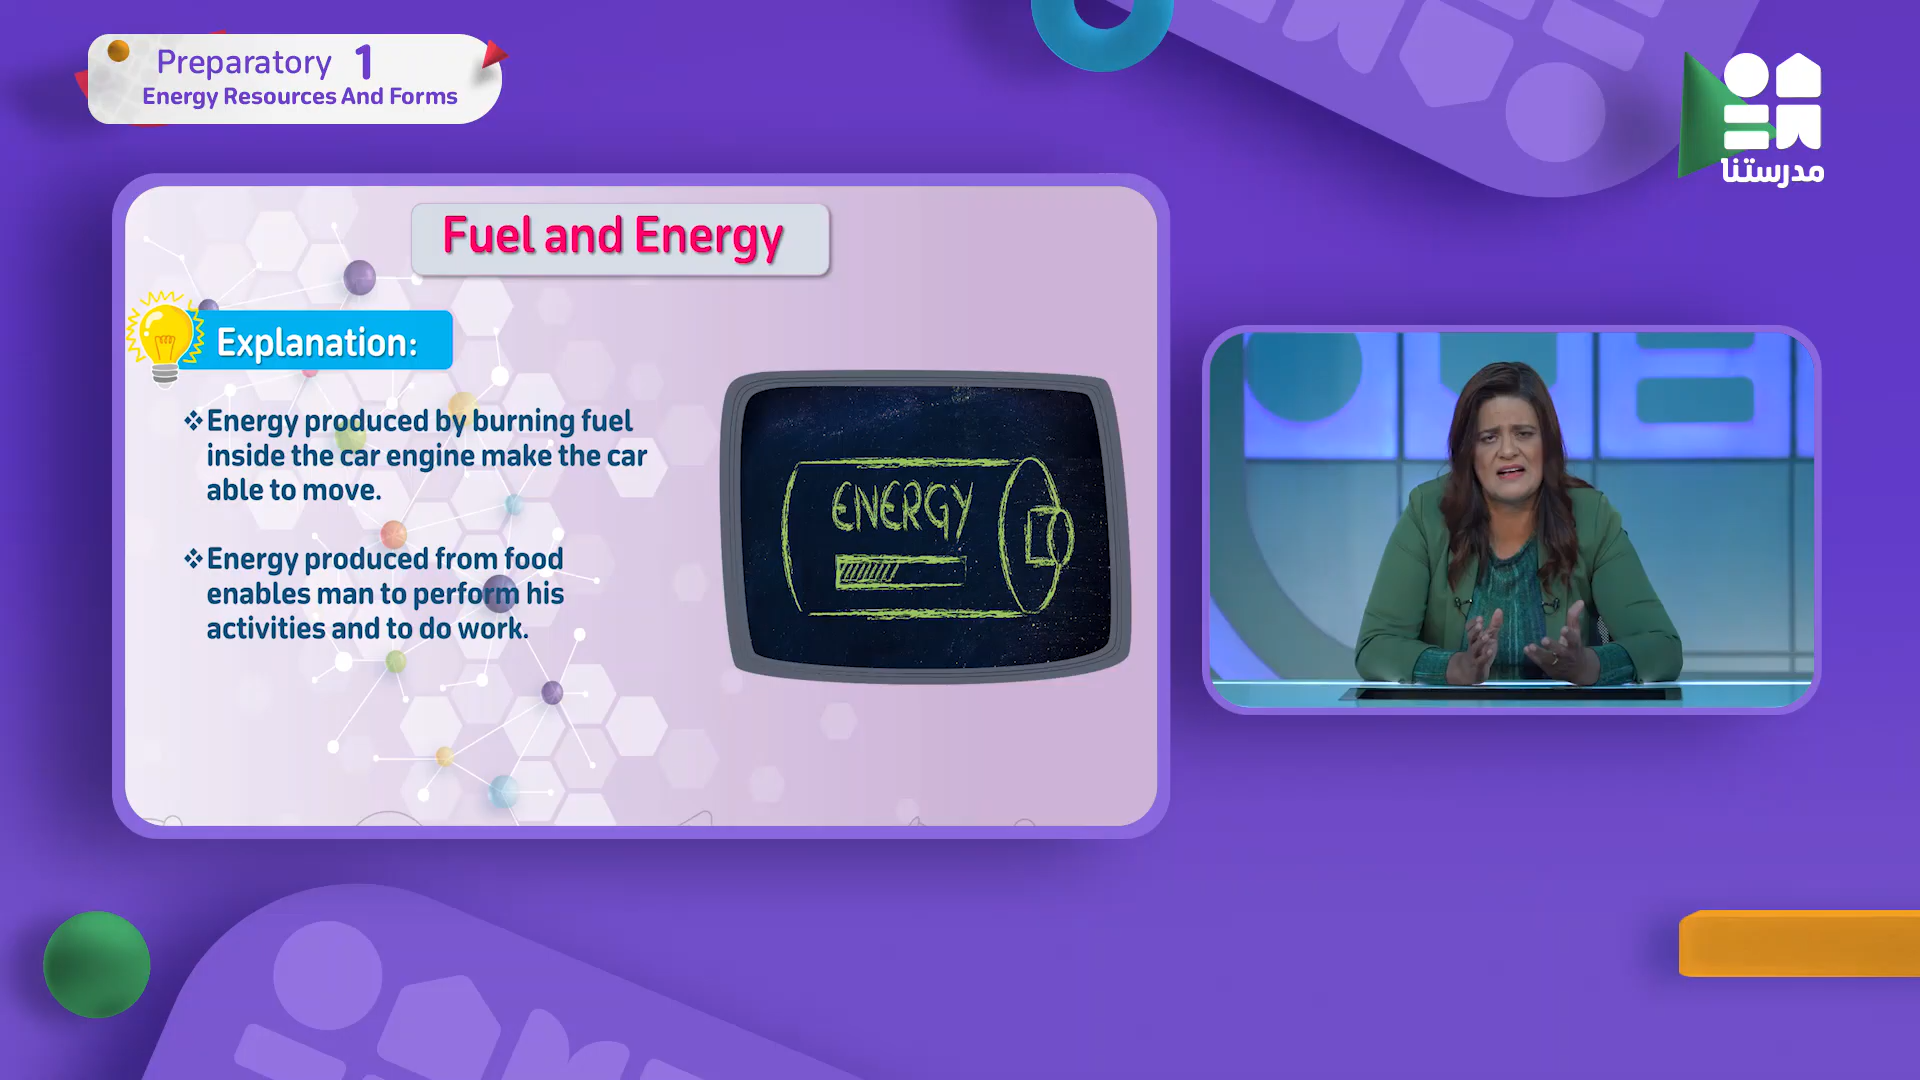 Preparatory 1
Energy Resources And Forms
مدرستنا
Fuel and Energy
Explanation:
❖Energy produced by burning fuel
inside the car engine make the car
able to move.
❖Energy produced from food
enables man to perform his
activities and to do work.
ENERGY